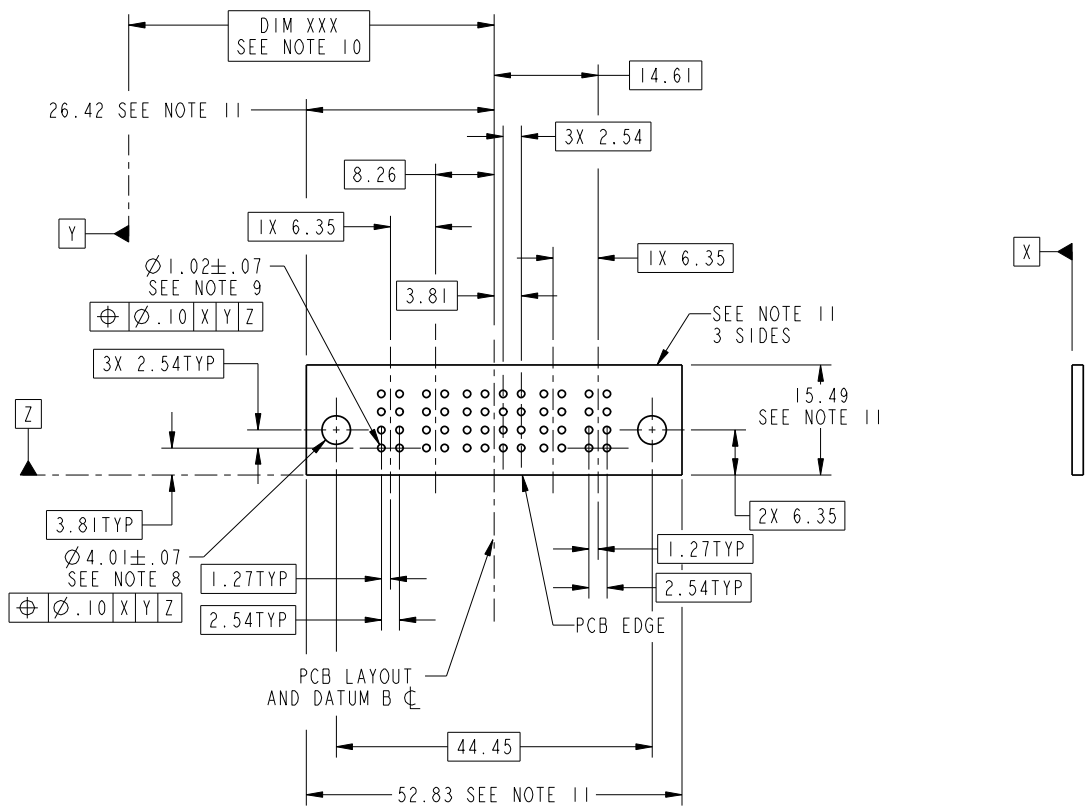 DIM XXX
SEE NOTE 10
14.61
26.42 SEE NOTE 11
3X 2.54
8.26
1X 6.35
Y
X
1X 6.35
Ø1.02±.07
SEE NOTE 9
⌖ Ø.10 X Y Z
3.81
SEE NOTE 11
3 SIDES
3X 2.54TYP
15.49
SEE NOTE 11
Z
3.81TYP
2X 6.35
Ø4.01±.07
SEE NOTE 8
⌖ Ø.10 X Y Z
1.27TYP
1.27TYP
2.54TYP
2.54TYP
PCB EDGE
PCB LAYOUT
AND DATUM B ℄
44.45
52.83 SEE NOTE 11